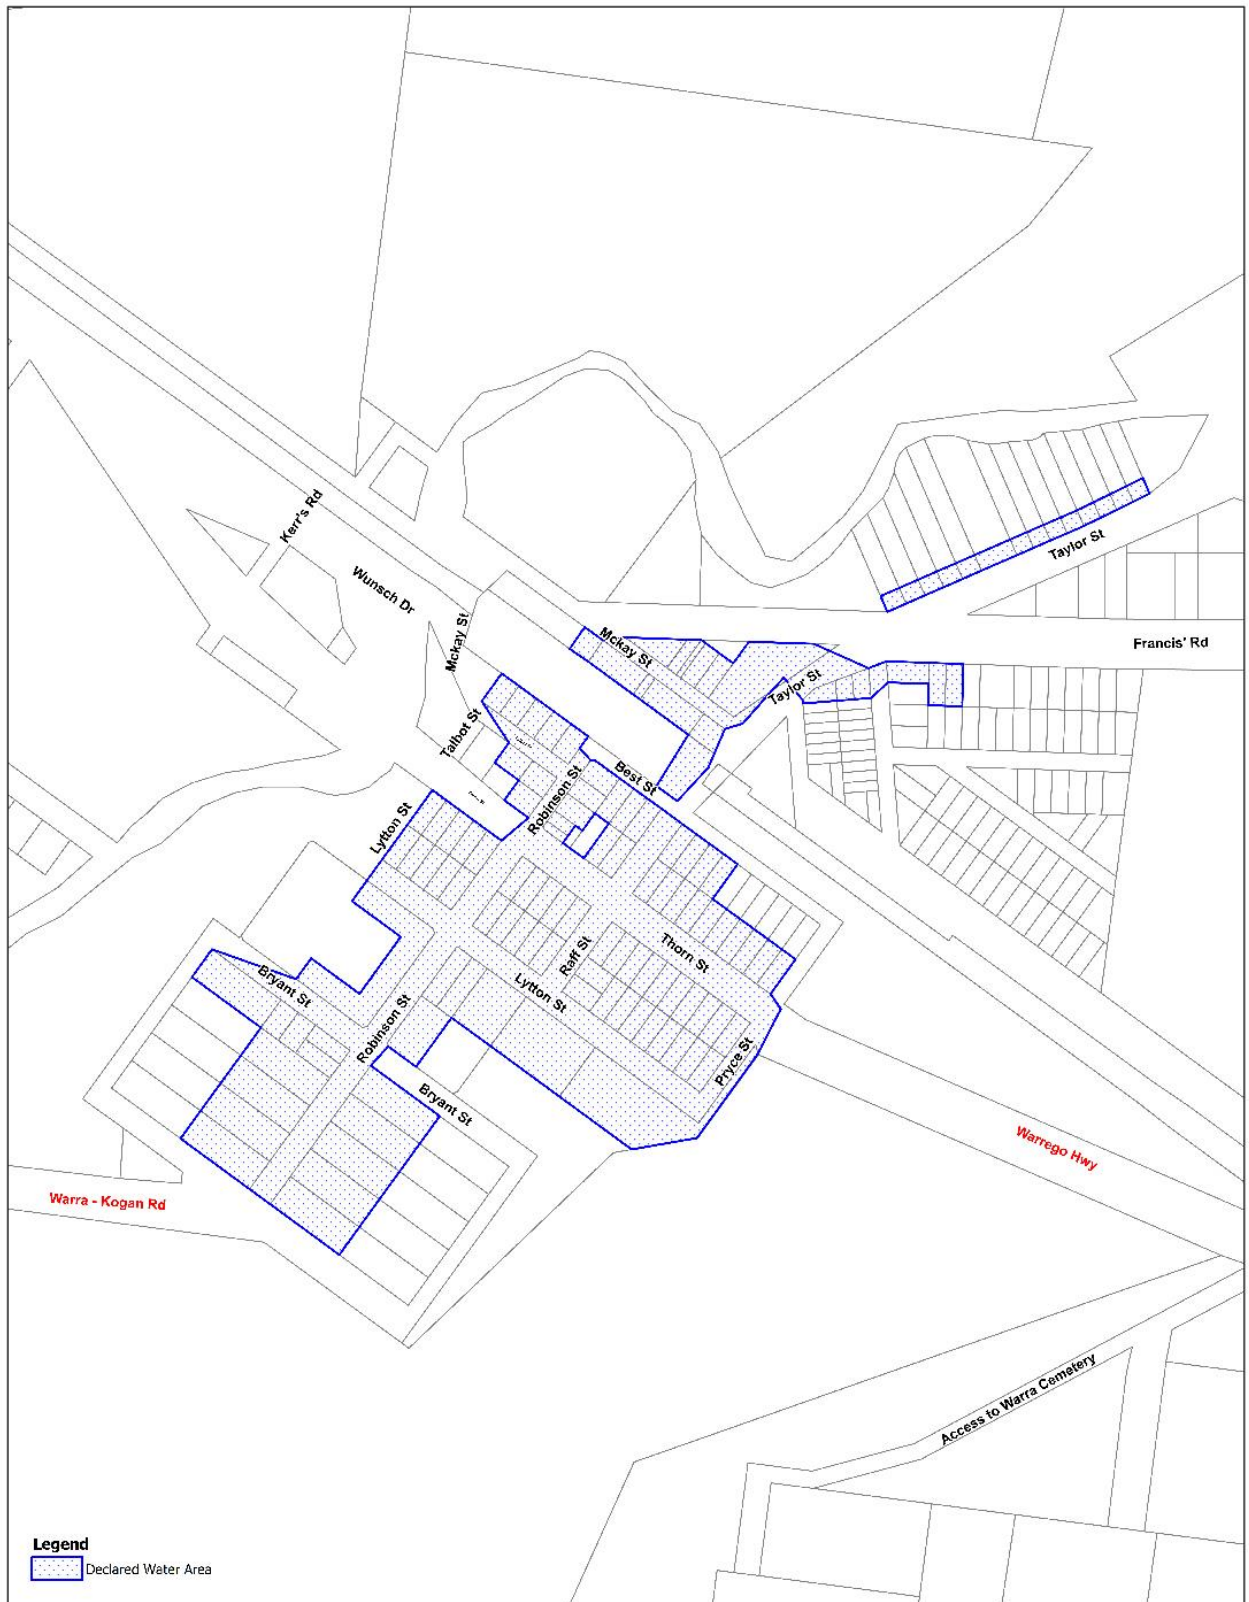 Kerr's Rd
Taylor St
Wunsch Dr
Mckay St
Mckay St
Francis' Rd
Taylor St
Talbot St
Best St
Robinson St
Lytton St
Thorn St
Raff St
Bryant St
Lytton St
Robinson St
Pryce St
Bryant St
Warrego Hwy
Warra - Kogan Rd
Access to Warra Cemetery
Legend
Declared Water Area